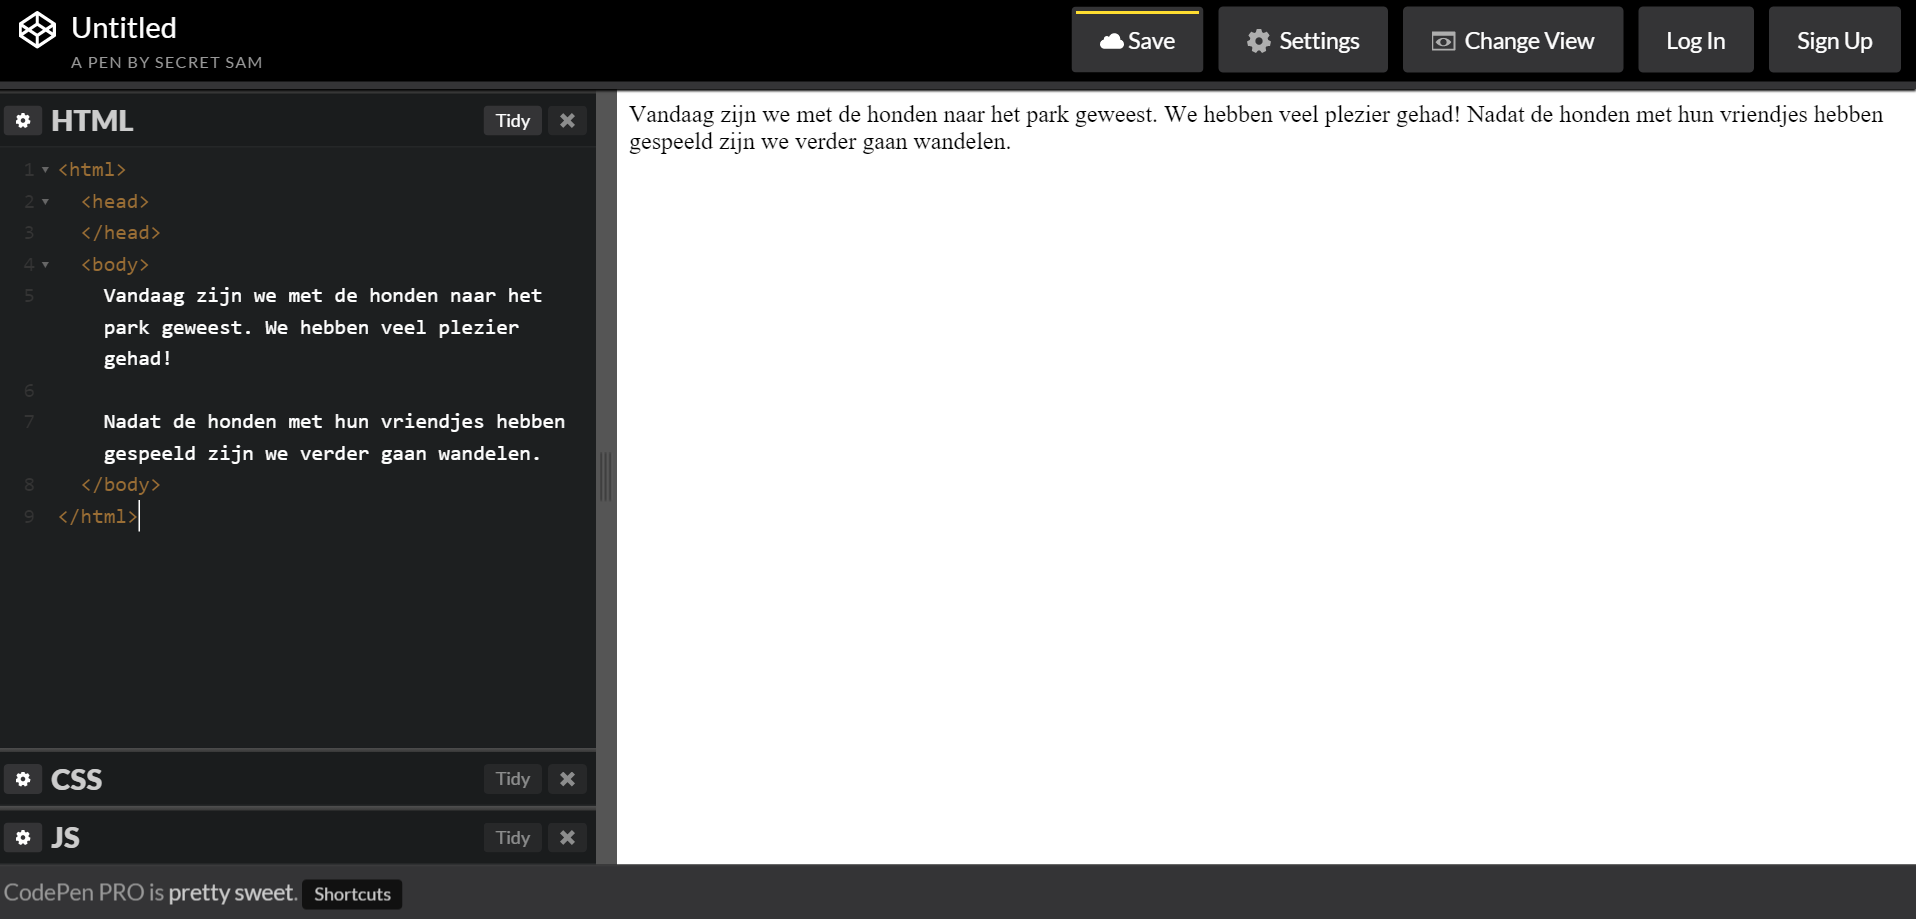 Untitled
A PEN BY SECRET SAM
Save
Settings
Change View
Log In
Sign Up
HTML
Tidy
1 <html>
2 <head>
3 </head>
4 <body>
5 Vandaag zijn we met de honden naar het
park geweest. We hebben veel plezier
gehad!
6
7 Nadat de honden met hun vriendjes hebben
gespeeld zijn we verder gaan wandelen.
8 </body>
9 </html>
Vandaag zijn we met de honden naar het park geweest. We hebben veel plezier gehad! Nadat de honden met hun vriendjes hebben
gespeeld zijn we verder gaan wandelen.
CSS
Tidy
JS
Tidy
CodePen PRO is pretty sweet. Shortcuts